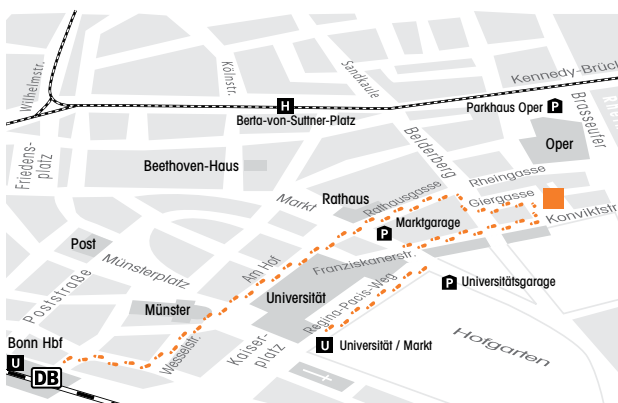 Wilhelmstr.
Kölnstr.
Sandkaule
Kennedy-Brück
H
Berta-von-Suttner-Platz
Parkhaus Oper P
Brasseufer
Rhein
Friedens-
platz
Belderberg
Oper
Beethoven-Haus
Rheingasse
Rathaus
Rathausgasse
Giergasse
Markt
Konviktstr.
P Marktgarage
Post
Münsterplatz
Am Hof
Franziskanerstr.
Poststraße
Universität
P Universitätsgarage
Münster
Regina-Pacis-Weg
Hofgarten
Bonn Hbf
Wesselstr.
Kaiser-
platz
U Universität / Markt
U
DB